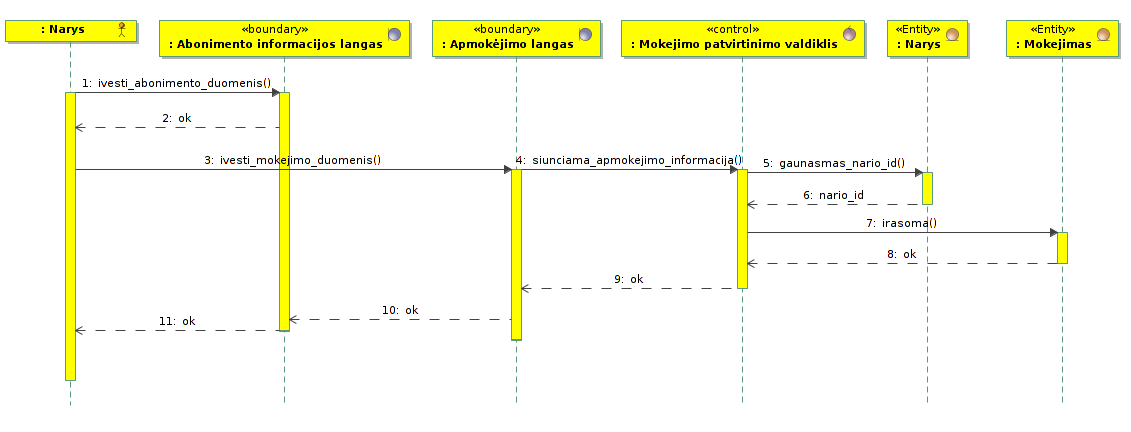 : Narys
«boundary»
: Abonimento informacijos langas
«boundary»
: Apmokėjimo langas
«control»
: Mokejimo patvirtinimo valdiklis
«Entity»
: Narys
«Entity»
: Mokejimas
1: ivesti_abonimento_duomenis()
2: ok
3: ivesti_mokejimo_duomenis()
4: siunciama_apmokejimo_informacija()
5: gaunasmas_nario_id()
6: nario_id
7: irasoma()
8: ok
9: ok
10: ok
11: ok